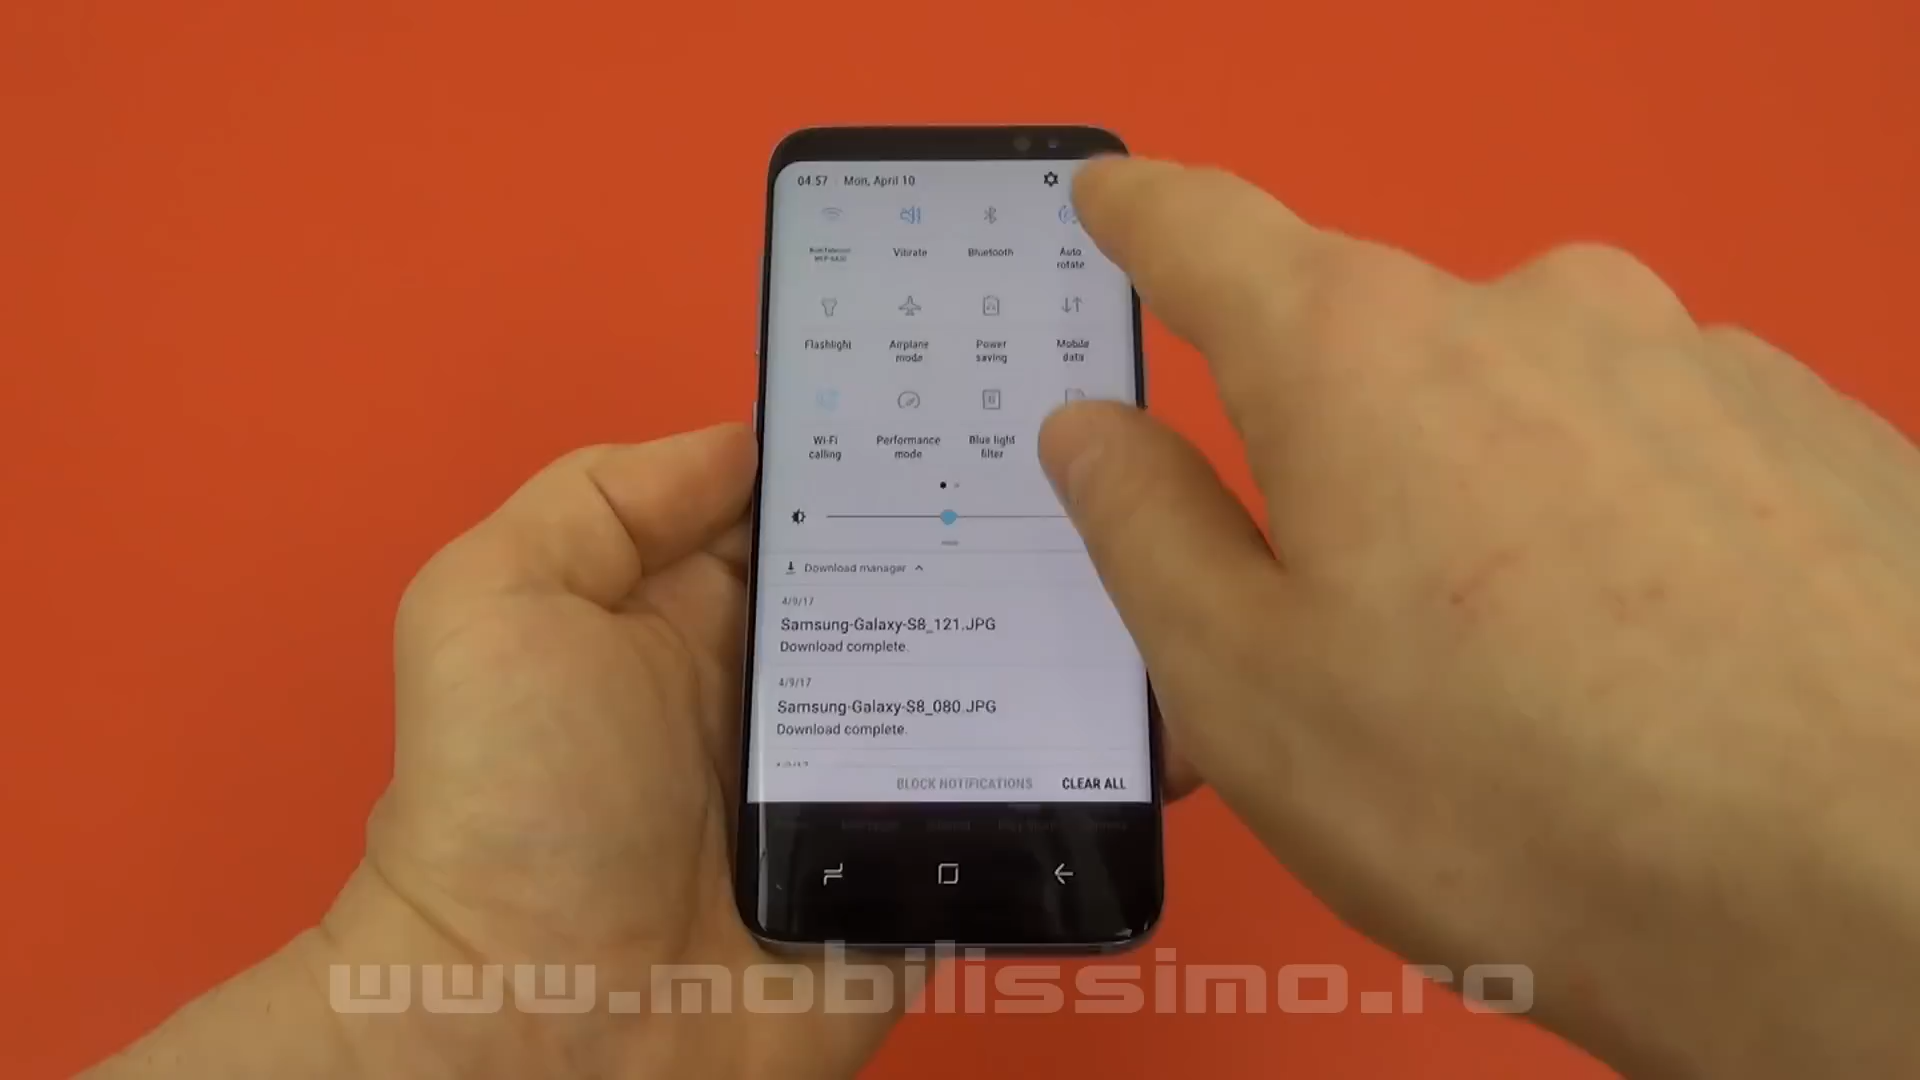 04:57 Mon, April 10
Vibrate
Bluetooth
Auto
rotate
Flashlight
Airplane
mode
Power
saving
Mobile
data
Wi-Fi
calling
Performance
mode
Blue light
filter
Download manager
4/9/17
Samsung-Galaxy-S8_121.JPG
Download complete.
4/9/17
Samsung-Galaxy-S8_080.JPG
Download complete.
BLOCK NOTIFICATIONS CLEAR ALL
www.mobilissimo.ro